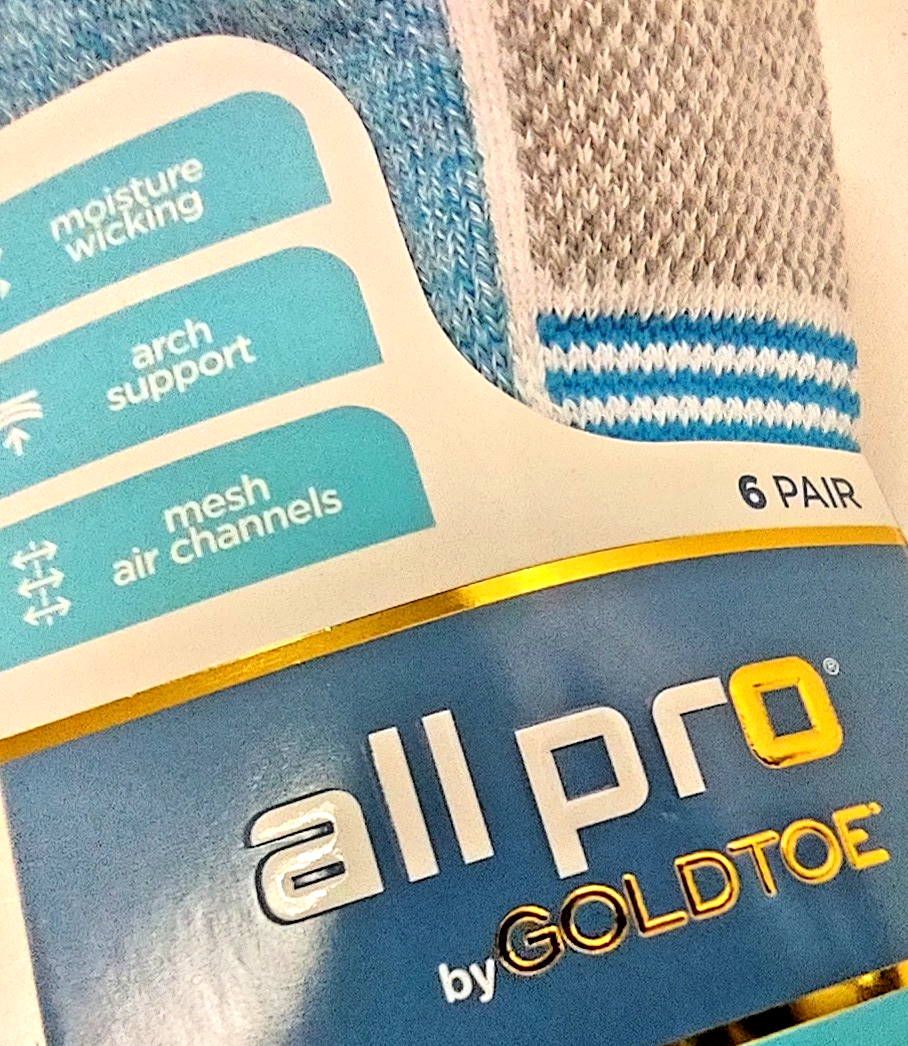 moisture
wicking
arch
support
mesh
air channels
6 PAIR
all pro®
by GOLDTOE®